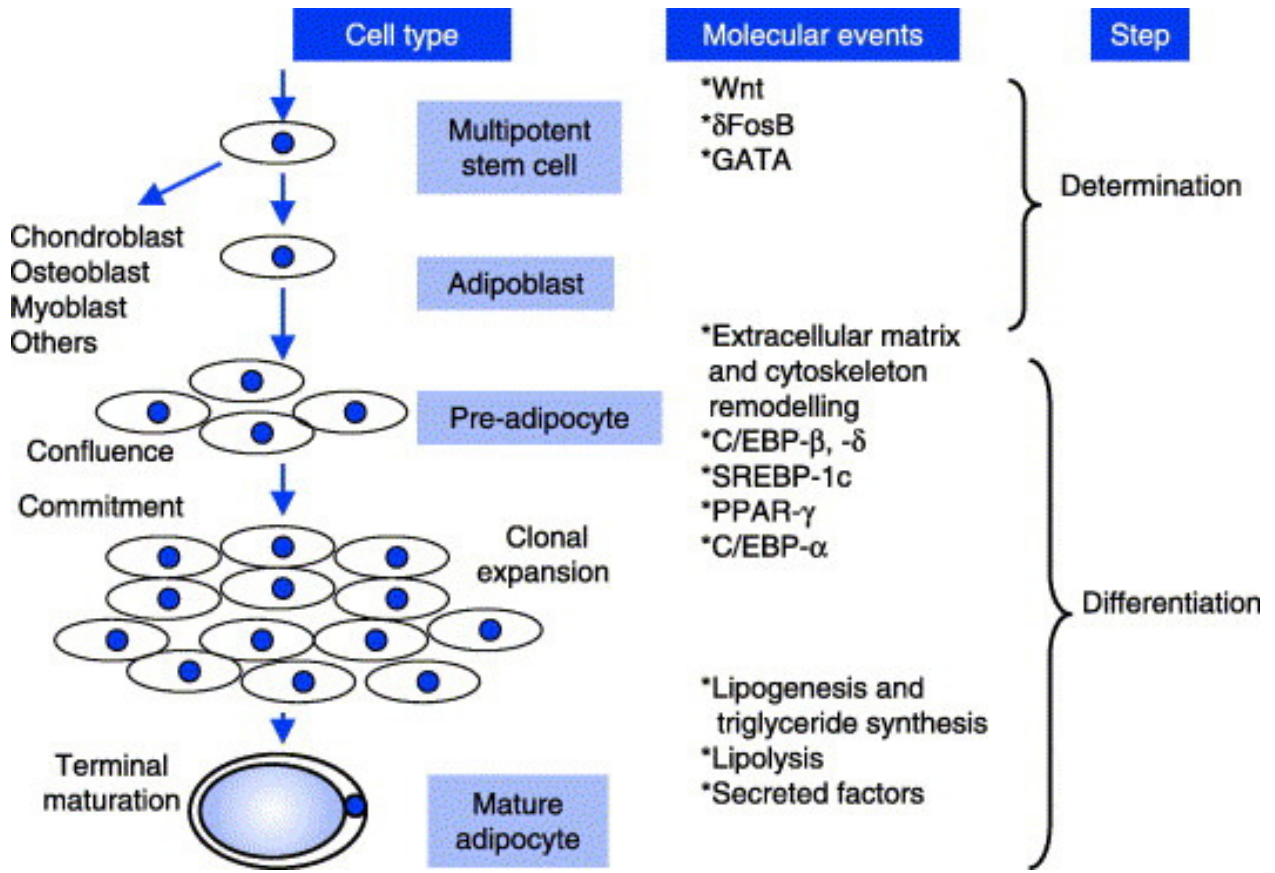 Cell type
Molecular events
Step
Multipotent
stem cell
*Wnt
*δFosB
*GATA
Determination
Chondroblast
Osteoblast
Myoblast
Others
Adipoblast
*Extracellular matrix
and cytoskeleton
remodelling
*C/EBP-β, -δ
*SREBP-1c
*PPAR-γ
*C/EBP-α
Pre-adipocyte
Confluence
Commitment
Clonal
expansion
Differentiation
*Lipogenesis and
triglyceride synthesis
*Lipolysis
*Secreted factors
Terminal
maturation
Mature
adipocyte